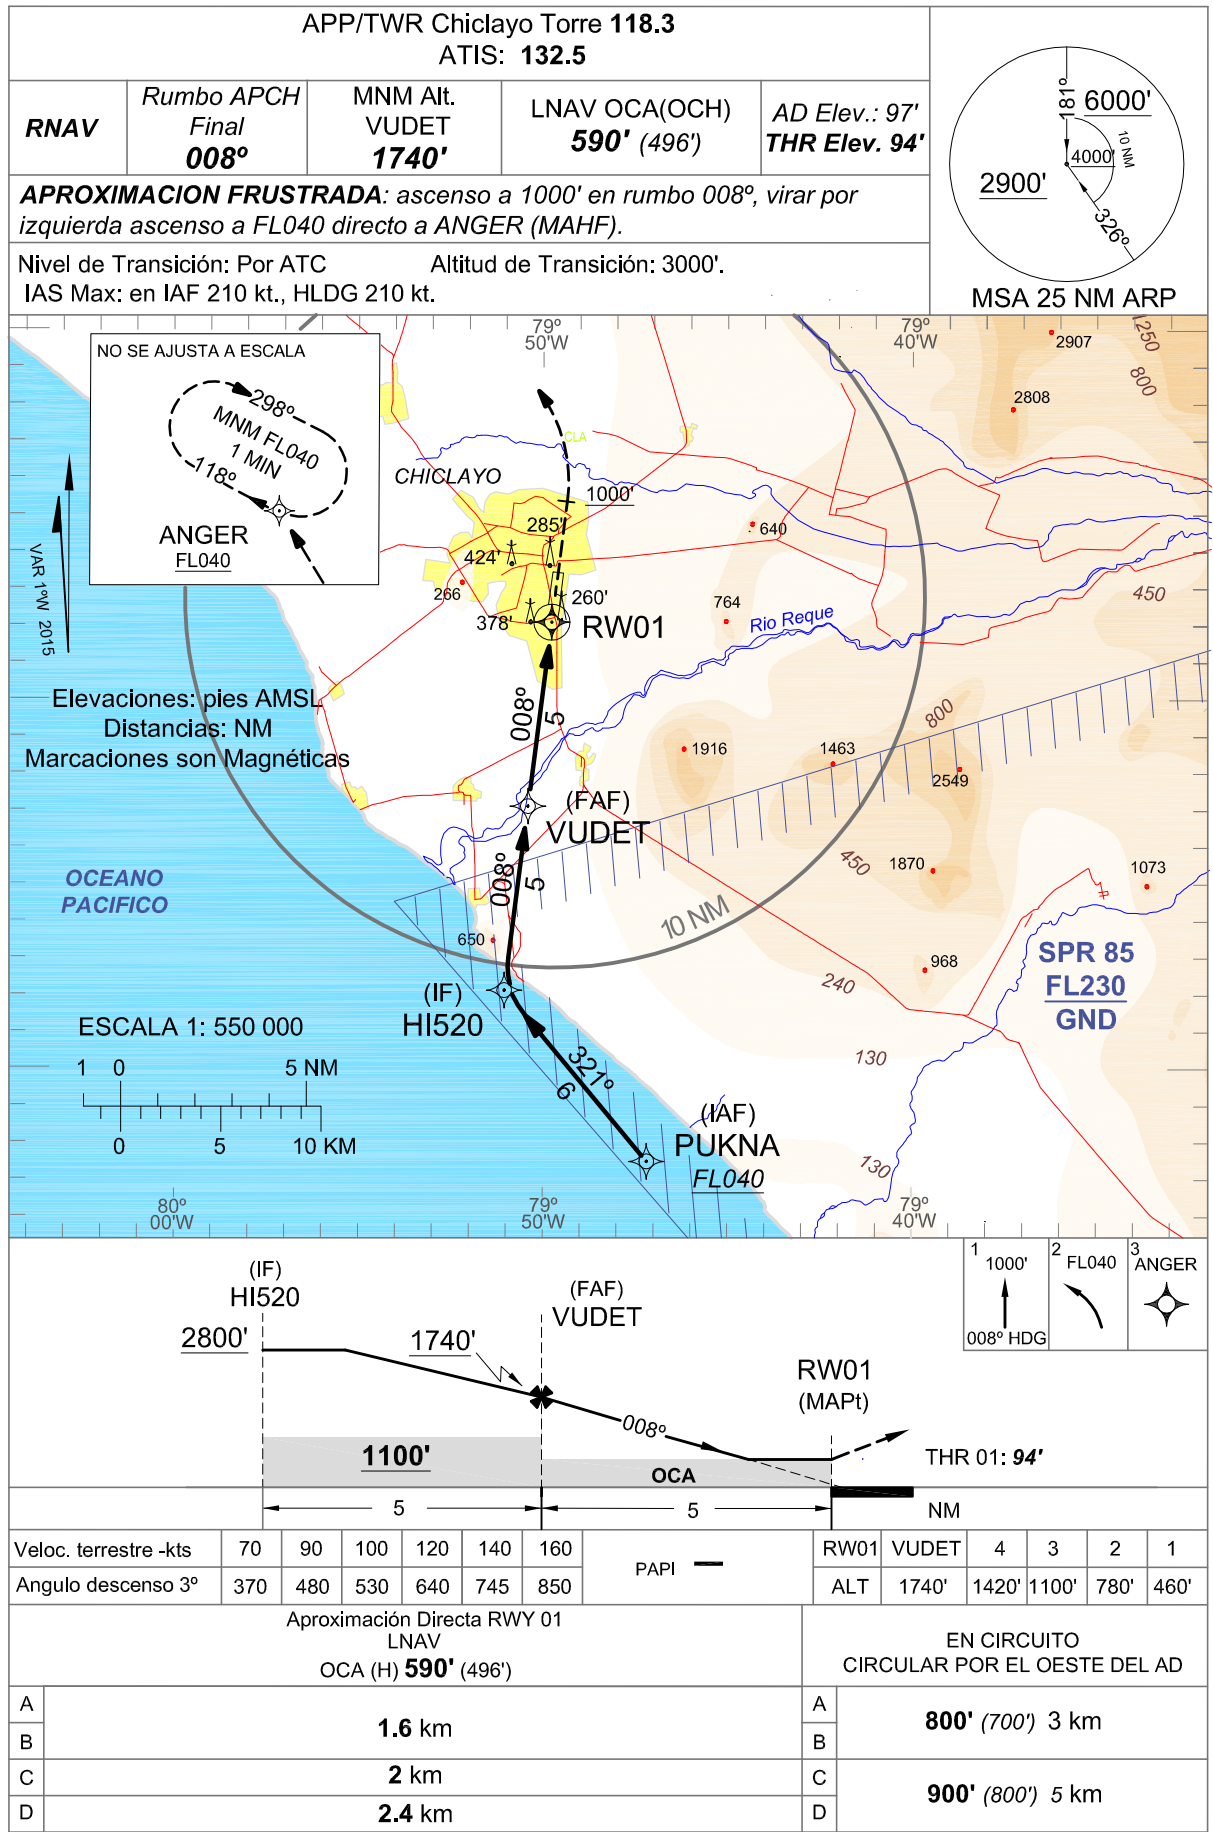 APP/TWR Chiclayo Torre 118.3
ATIS: 132.5
RNAV
Rumbo APCH
Final
008º
MNM Alt.
VUDET
1740'
LNAV OCA(OCH)
590' (496')
AD Elev.: 97'
THR Elev. 94'
APROXIMACION FRUSTRADA: ascenso a 1000' en rumbo 008º, virar por
izquierda ascenso a FL040 directo a ANGER (MAHF).
Nivel de Transición: Por ATC Altitud de Transición: 3000'.
IAS Max: en IAF 210 kt., HLDG 210 kt.
181º
6000'
10 NM
4000'
2900'
326º
MSA 25 NM ARP
79º
50'W
79º
40'W
NO SE AJUSTA A ESCALA
298º
MNM FL040
1 MIN
118º
ANGER
FL040
VAR 1ºW 2015
2907
1250
800
2808
CLA
CHICLAYO
1000'
285'
424'
640
266
260'
378'
RW01
764
Rio Reque
450
Elevaciones: pies AMSL
Distancias: NM
Marcaciones son Magnéticas
008º
5
800
1916
1463
2549
(FAF)
VUDET
008º
5
450
1870
1073
OCEANO
PACIFICO
10 NM
650
968
SPR 85
FL230
GND
(IF)
HI520
240
ESCALA 1: 550 000
1 0 5 NM
0 5 10 KM
321º
6
130
(IAF)
PUKNA
FL040
130
80º
00'W
79º
50'W
79º
40'W
(IF)
HI520
(FAF)
VUDET
1
1000'
008º HDG
2
FL040
3
ANGER
2800'
1740'
RW01
(MAPt)
008º
1100'
OCA
THR 01: 94'
5
5
NM
Veloc. terrestre -kts 70 90 100 120 140 160
Angulo descenso 3º 370 480 530 640 745 850
PAPI
RW01 VUDET 4 3 2 1
ALT 1740' 1420' 1100' 780' 460'
Aproximación Directa RWY 01
LNAV
OCA (H) 590' (496')
EN CIRCUITO
CIRCULAR POR EL OESTE DEL AD
A
B
1.6 km
C
2 km
D
2.4 km
A
B
800' (700') 3 km
C
D
900' (800') 5 km